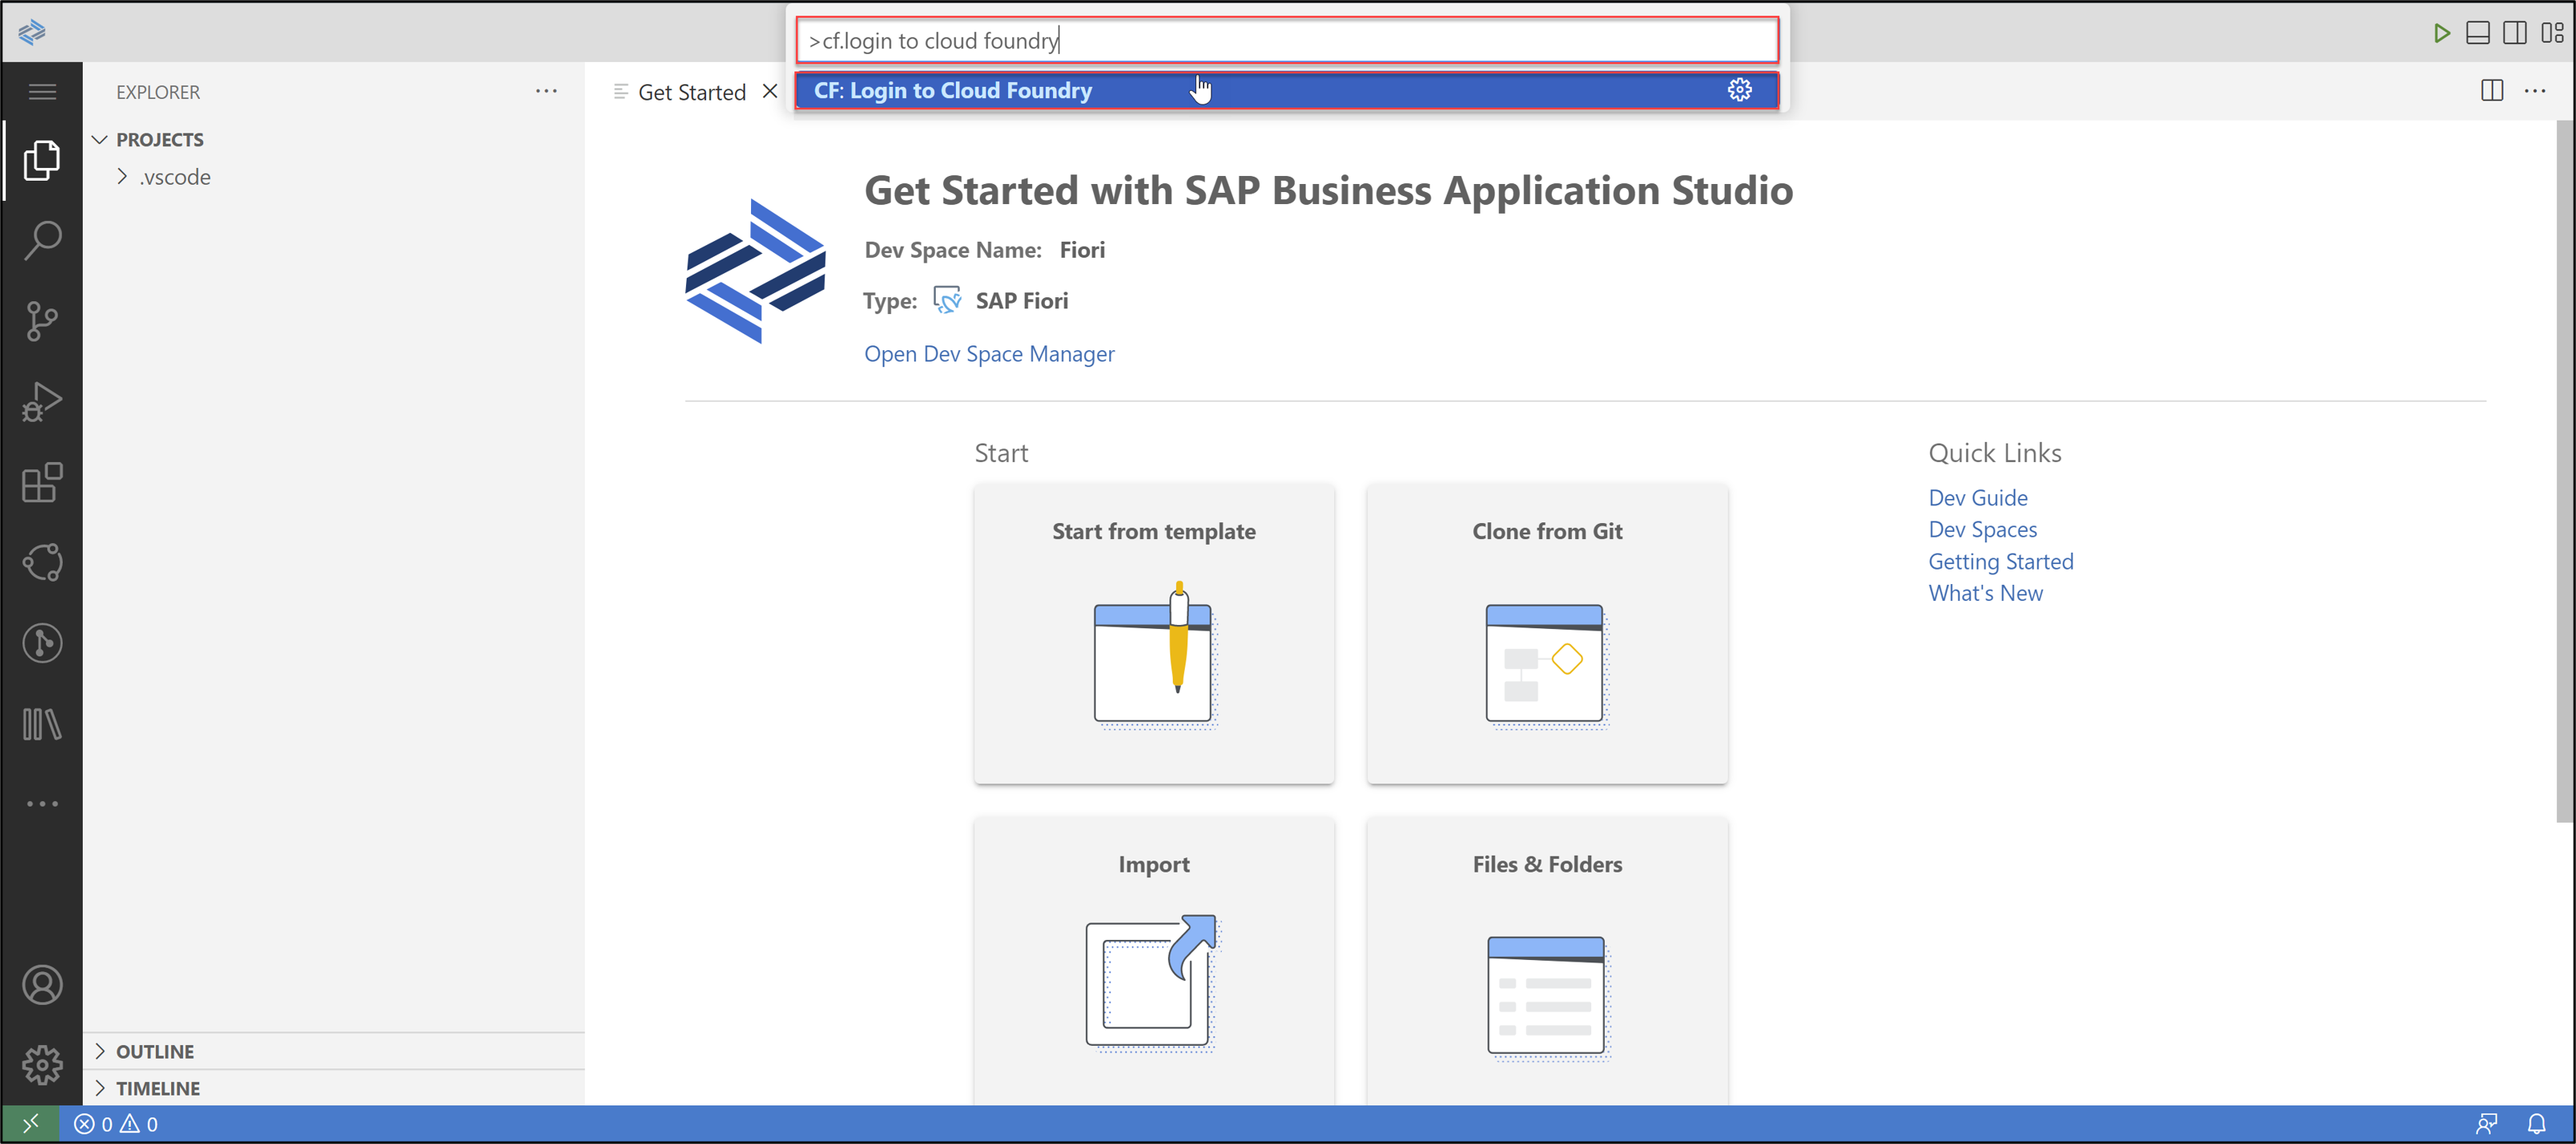 >cf.login to cloud foundry
CF: Login to Cloud Foundry
EXPLORER
PROJECTS
.vscode
Get Started
Get Started with SAP Business Application Studio
Dev Space Name: Fiori
Type: SAP Fiori
Open Dev Space Manager
Start
Start from template
Clone from Git
Import
Files & Folders
Quick Links
Dev Guide
Dev Spaces
Getting Started
What's New
OUTLINE
TIMELINE
0 0